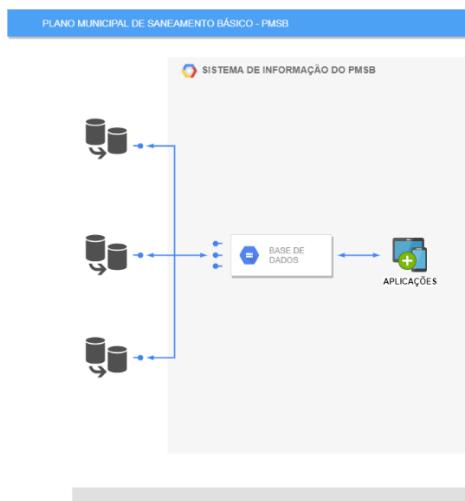 PLANO MUNICIPAL DE SANEAMENTO BÁSICO - PMSB
SISTEMA DE INFORMAÇÃO DO PMSB
BASE DE
DADOS
APLICAÇÕES